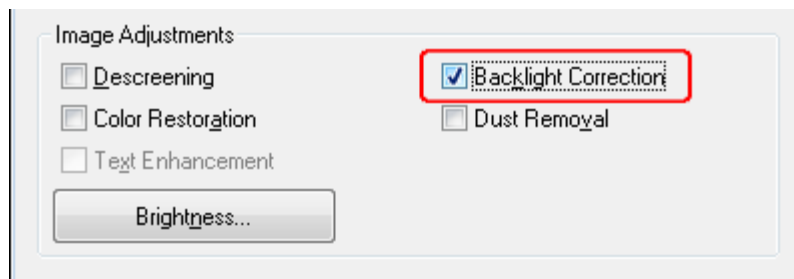 Image Adjustments
Descreening
Backlight Correction
Color Restoration
Dust Removal
Text Enhancement
Brightness...